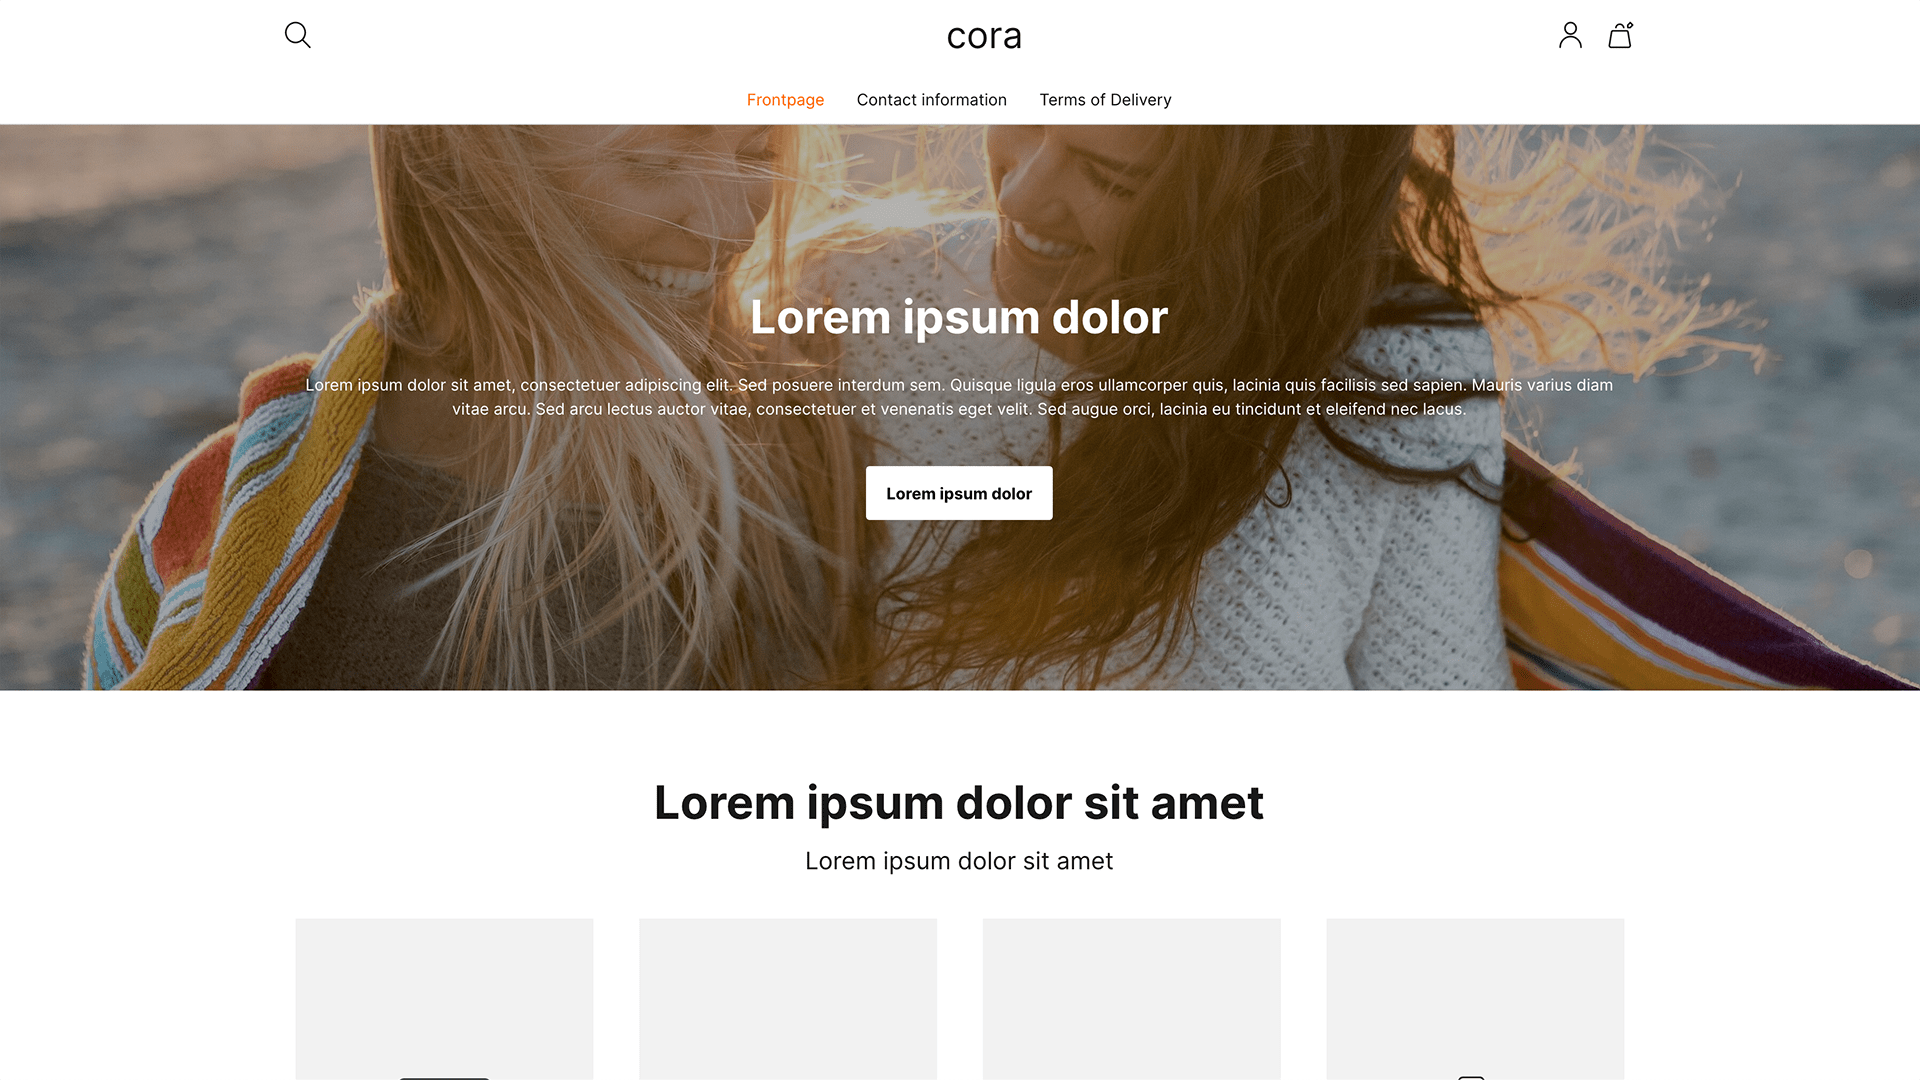 cora
Frontpage Contact information Terms of Delivery
Lorem ipsum dolor
Lorem ipsum dolor sit amet, consectetuer adipiscing elit. Sed posuere interdum sem. Quisque ligula eros ullamcorper quis, lacinia quis facilisis sed sapien. Mauris varius diam
vitae arcu. Sed arcu lectus auctor vitae, consectetuer et venenatis eget velit. Sed augue orci, lacinia eu tincidunt et eleifend nec lacus.
Lorem ipsum dolor
Lorem ipsum dolor sit amet
Lorem ipsum dolor sit amet